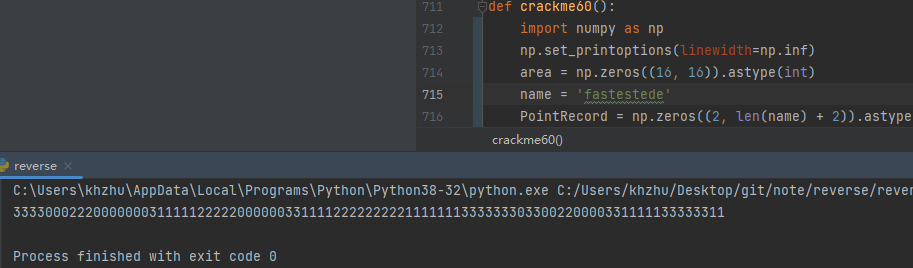 711 def crackme60():
712 import numpy as np
713 np.set_printoptions(linewidth=np.inf)
714 area = np.zeros((16, 16)).astype(int)
715 name = 'fastestede'
716 PointRecord = np.zeros((2, len(name) + 2)).astype
crackme60()
reverse ×
C:\Users\khzhu\AppData\Local\Programs\Python\Python38-32\python.exe C:/Users/khzhu/Desktop/git/note/reverse/rever
Process finished with exit code 0